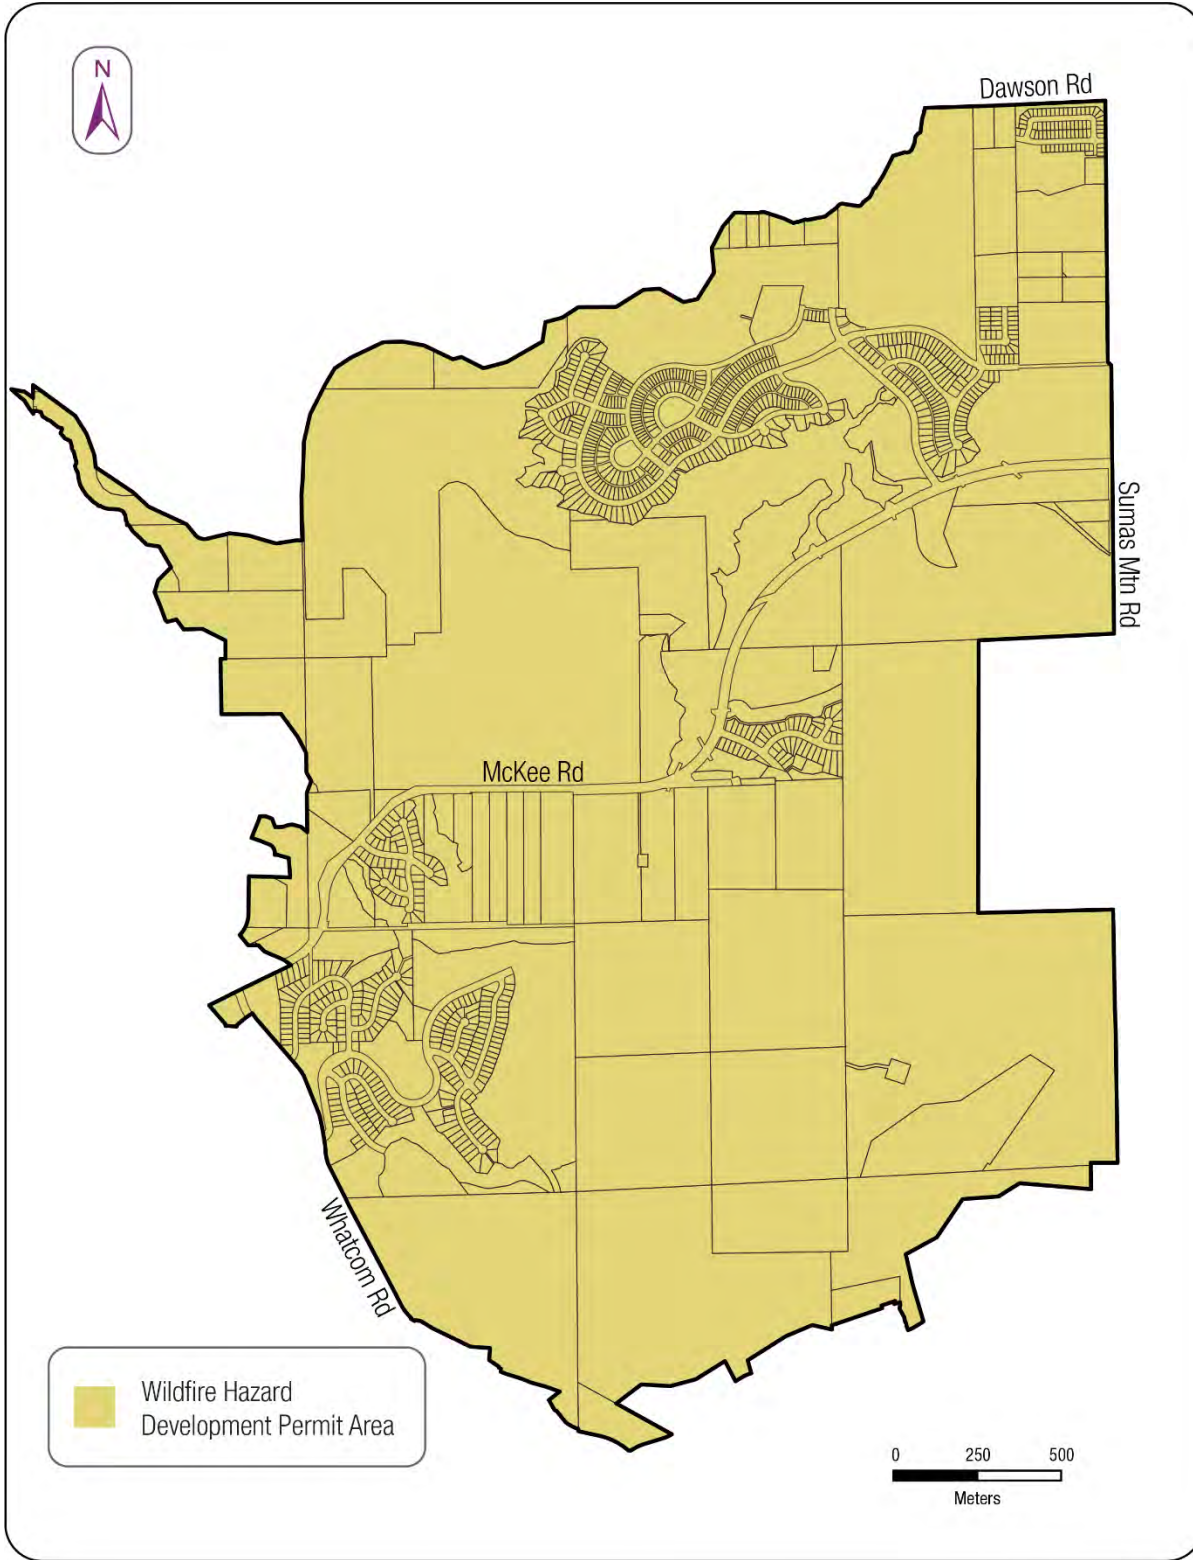 N
Dawson Rd
Sumas Mtn Rd
McKee Rd
Whatcom Rd
Wildfire Hazard
Development Permit Area
0 250 500
Meters